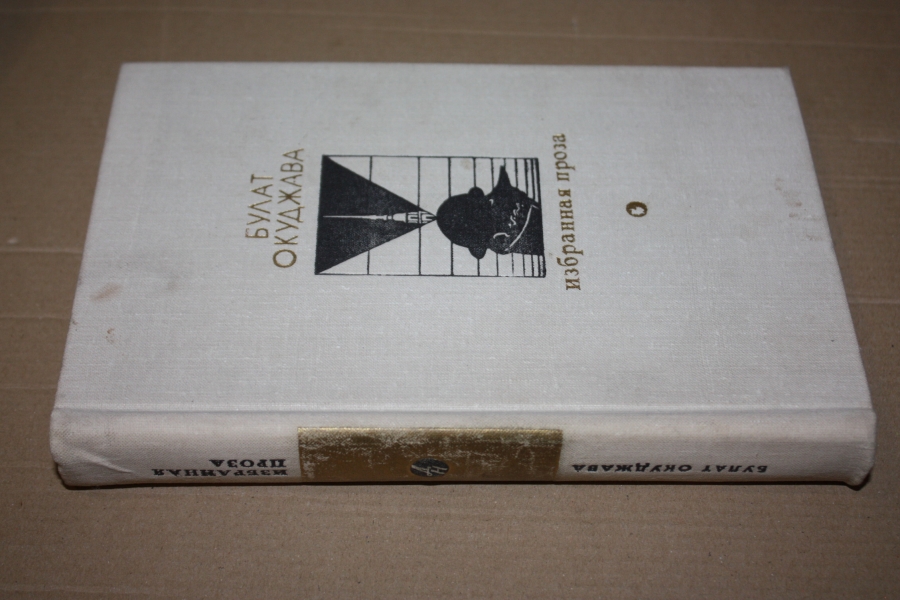 БУЛАТ
ОКУДЖАВА
избранная проза
БУЛАТ ОКУДЖАВА
ИЗБРАННАЯ
ПРОЗА